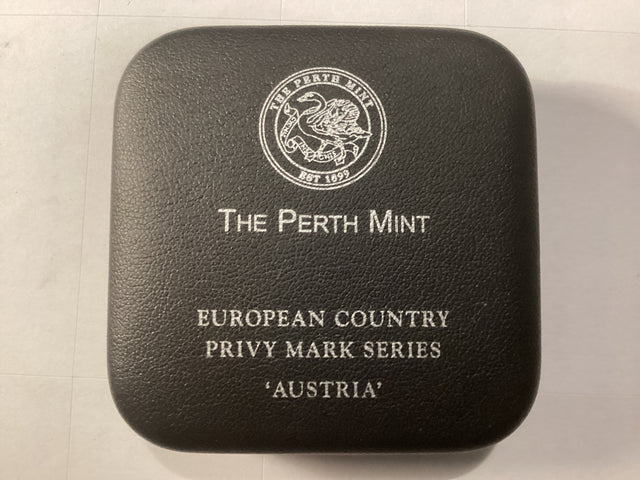 THE PERTH MINT
EST 1899
THE PERTH MINT
EUROPEAN COUNTRY
PRIVY MARK SERIES
‘AUSTRIA’